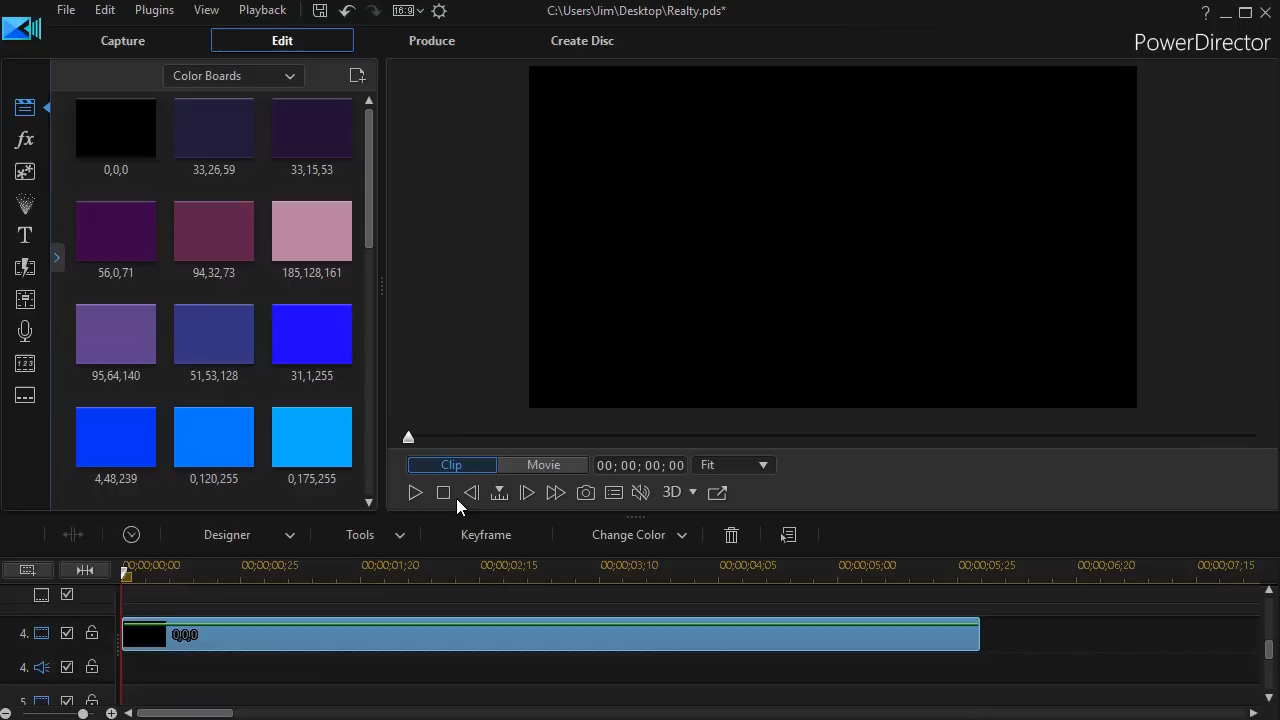 File Edit Plugins View Playback 16:9 C:\Users\Jim\Desktop\Realty.pds* ?
Capture Edit Produce Create Disc PowerDirector
Color Boards
0,0,0 33,26,59 33,15,53
56,0,71 94,32,73 185,128,161
95,64,140 51,53,128 31,1,255
4,48,239 0,120,255 0,175,255
fx
T
123
Clip Movie 00; 00; 00; 00 Fit
3D
Designer Tools Keyframe Change Color
00;00;00;00 00;00;00;25 00;00;01;20 00;00;02;15 00;00;03;10 00;00;04;05 00;00;05;00 00;00;05;25 00;00;06;20 00;00;07;15
4. 0,0,0
4.
5.